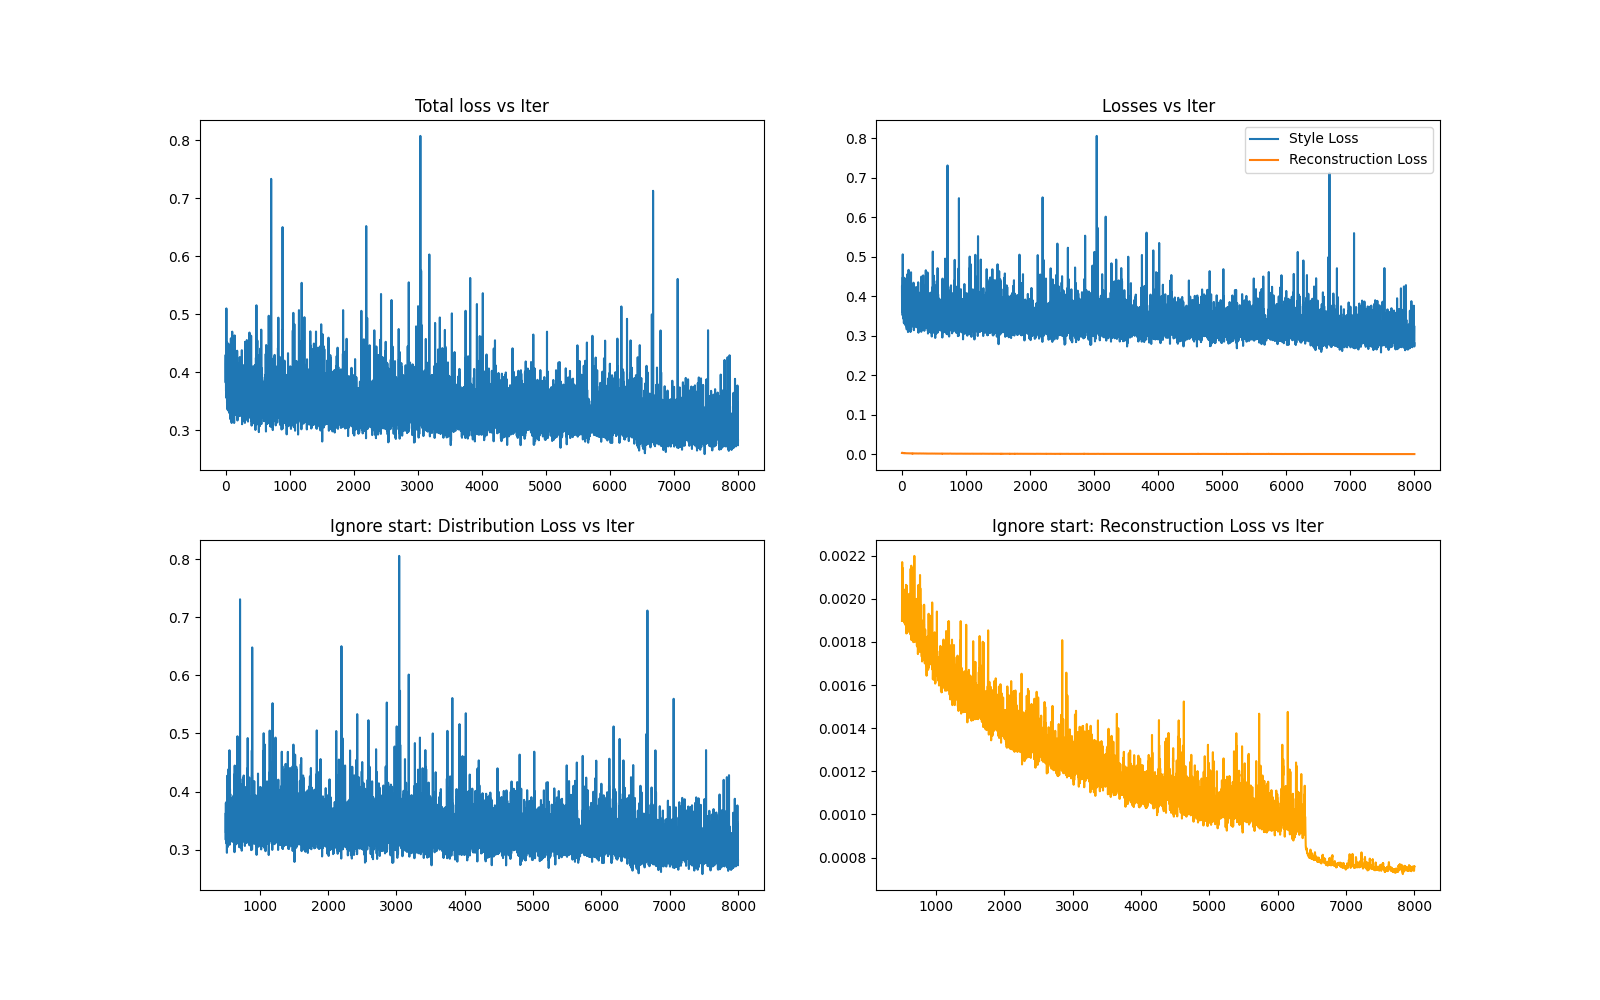 Total loss vs Iter
0.8
0.7
0.6
0.5
0.4
0.3
0 1000 2000 3000 4000 5000 6000 7000 8000
Losses vs Iter
Style Loss
Reconstruction Loss
0.8
0.7
0.6
0.5
0.4
0.3
0.2
0.1
0.0
0 1000 2000 3000 4000 5000 6000 7000 8000
Ignore start: Distribution Loss vs Iter
0.8
0.7
0.6
0.5
0.4
0.3
1000 2000 3000 4000 5000 6000 7000 8000
Ignore start: Reconstruction Loss vs Iter
0.0022
0.0020
0.0018
0.0016
0.0014
0.0012
0.0010
0.0008
1000 2000 3000 4000 5000 6000 7000 8000